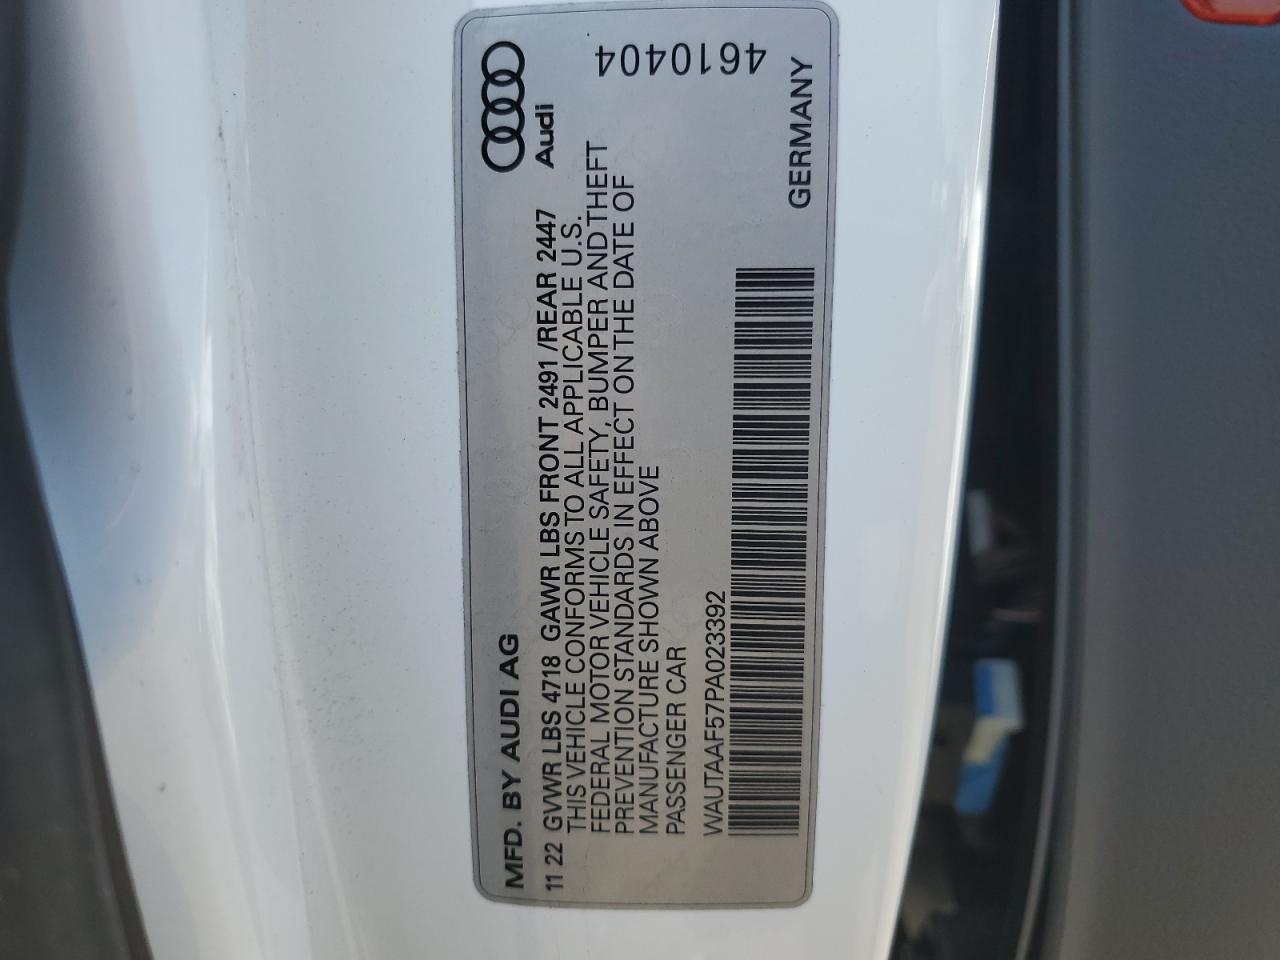 MFD. BY AUDI AG
Audi
11 22 GVWR LBS 4718 GAWR LBS FRONT 2491 /REAR 2447
THIS VEHICLE CONFORMS TO ALL APPLICABLE U.S.
FEDERAL MOTOR VEHICLE SAFETY, BUMPER AND THEFT
PREVENTION STANDARDS IN EFFECT ON THE DATE OF
MANUFACTURE SHOWN ABOVE
PASSENGER CAR
4610404
WAUTAAF57PA023392
GERMANY